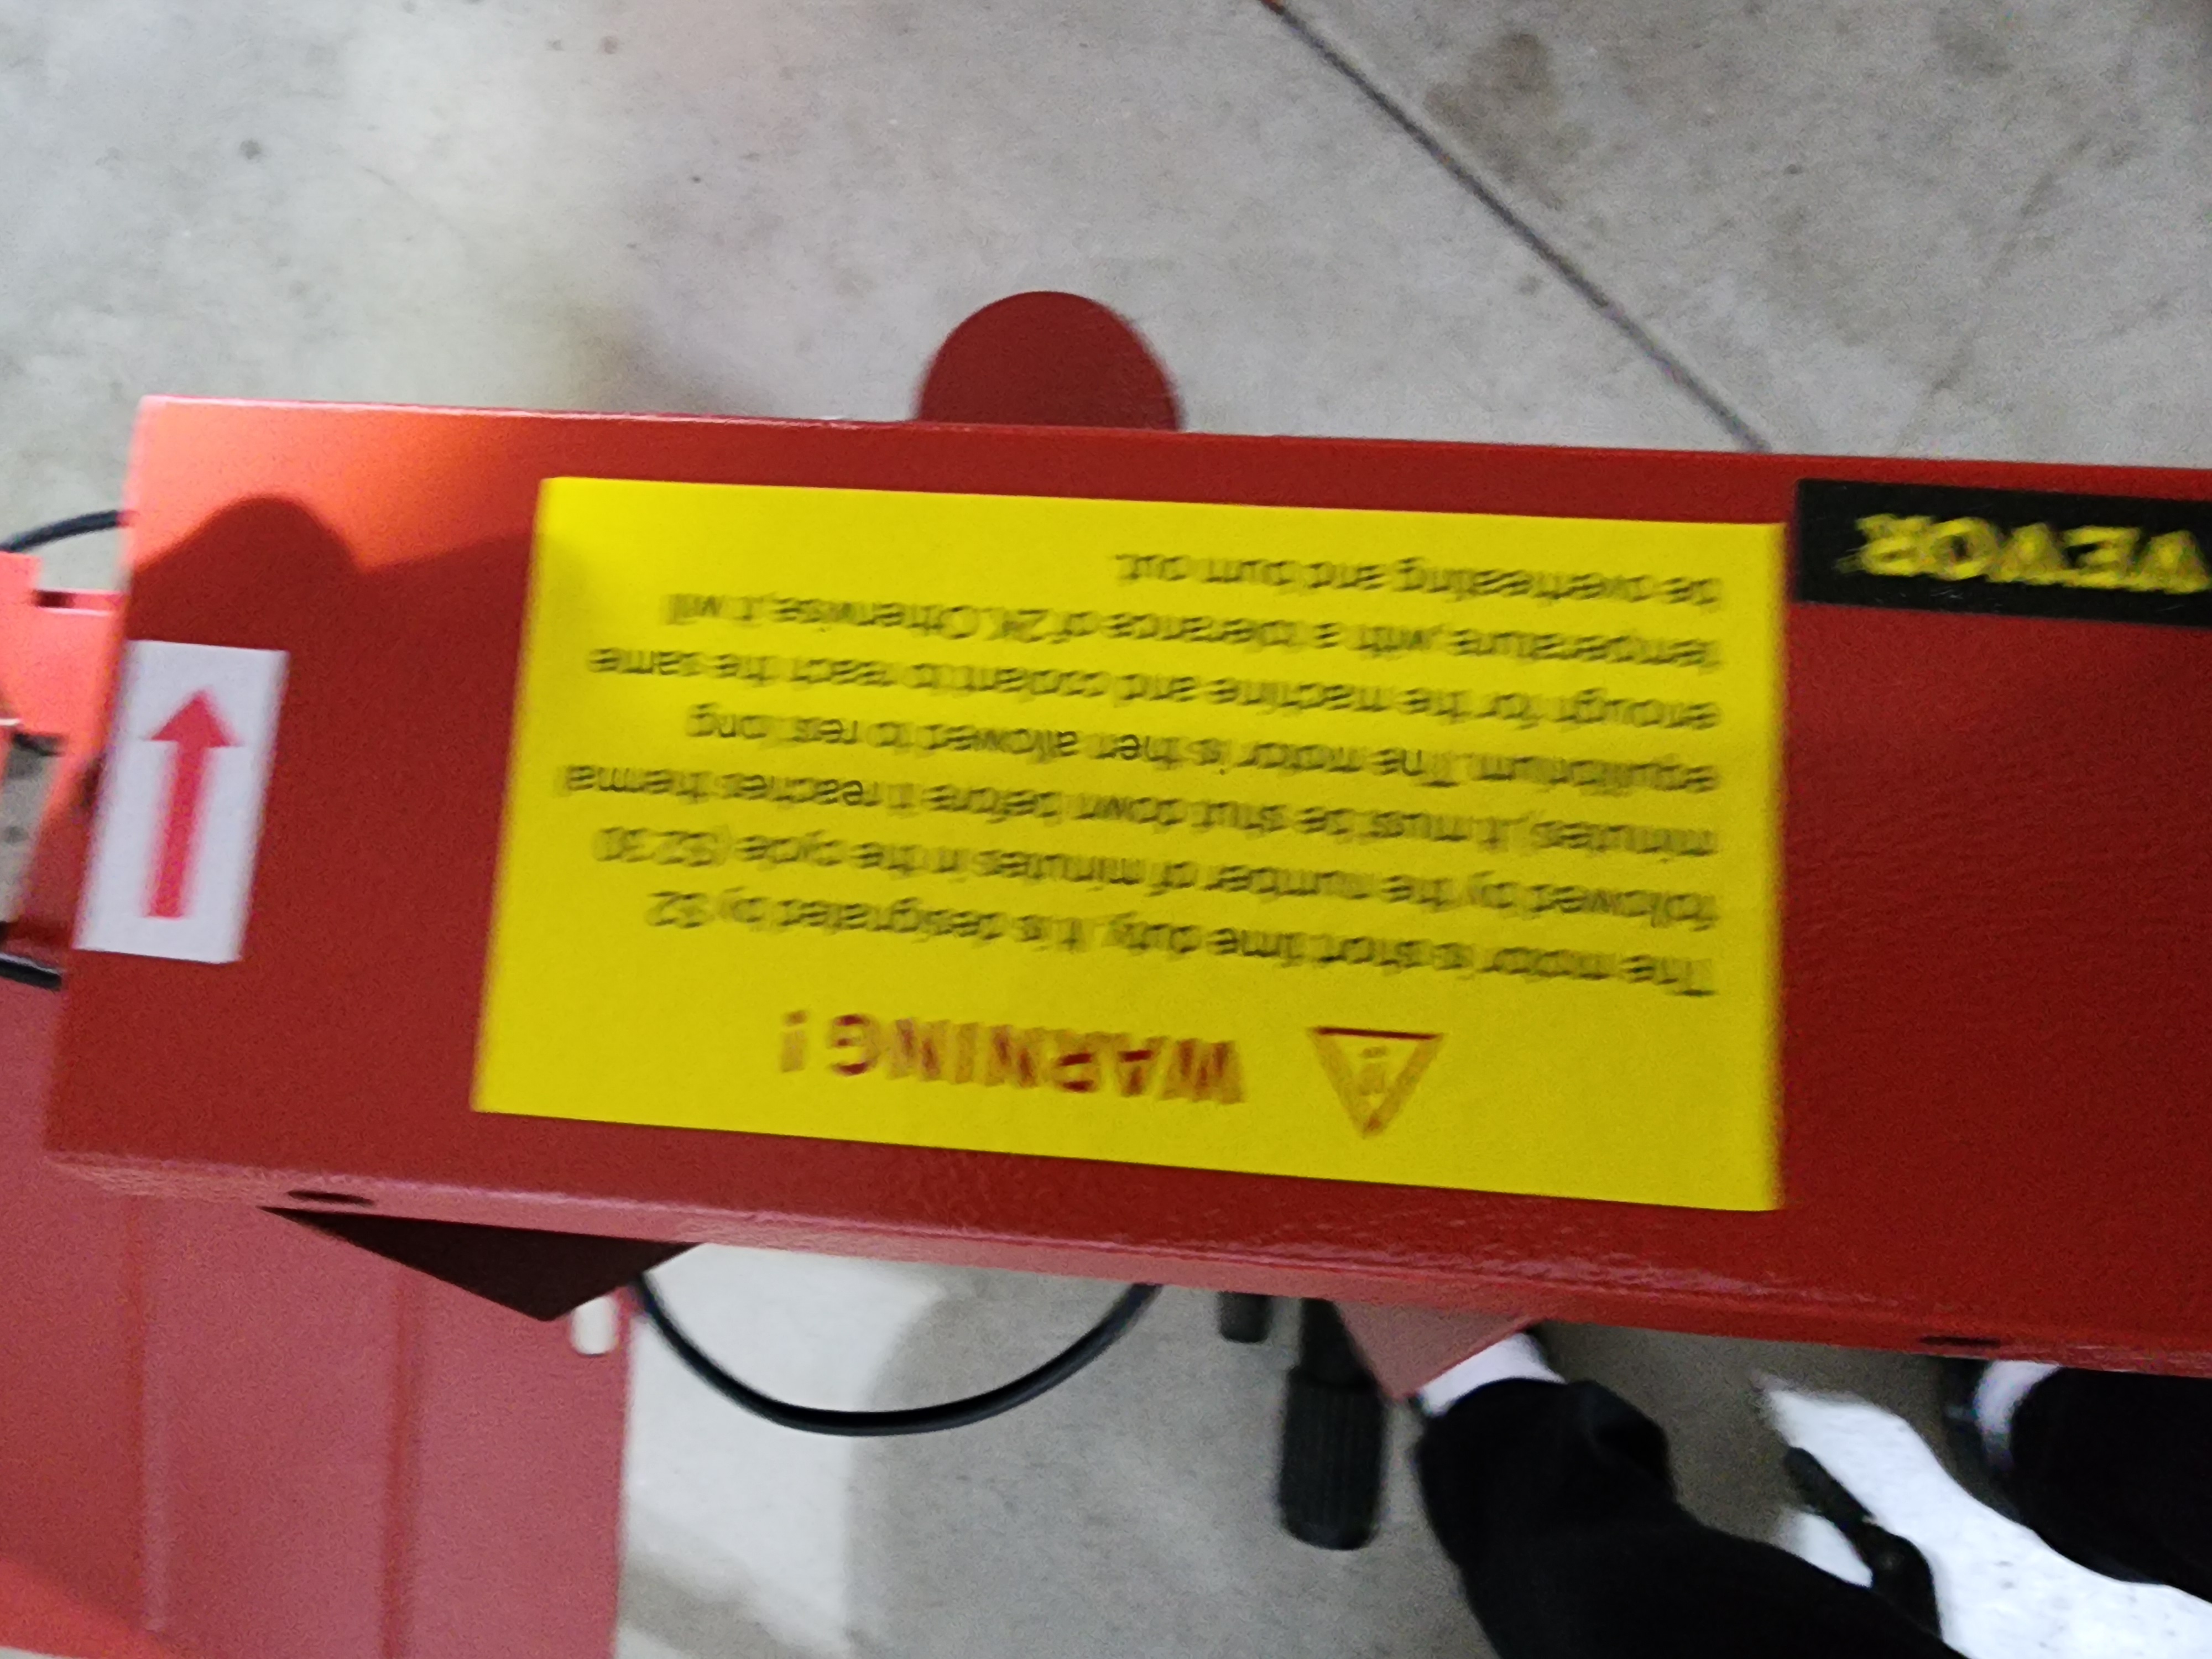 WARNING!
The motor is short time duty. It is designated by S2
followed by the number of minutes in the cycle (S2 30
minutes), it must be shut down before it reaches thermal
equilibrium. The motor is then allowed to rest long
enough for the machine and coolant to reach the same
temperature, with a tolerance of 2K. Otherwise, it will
be overheating and burn out.
VEVOR